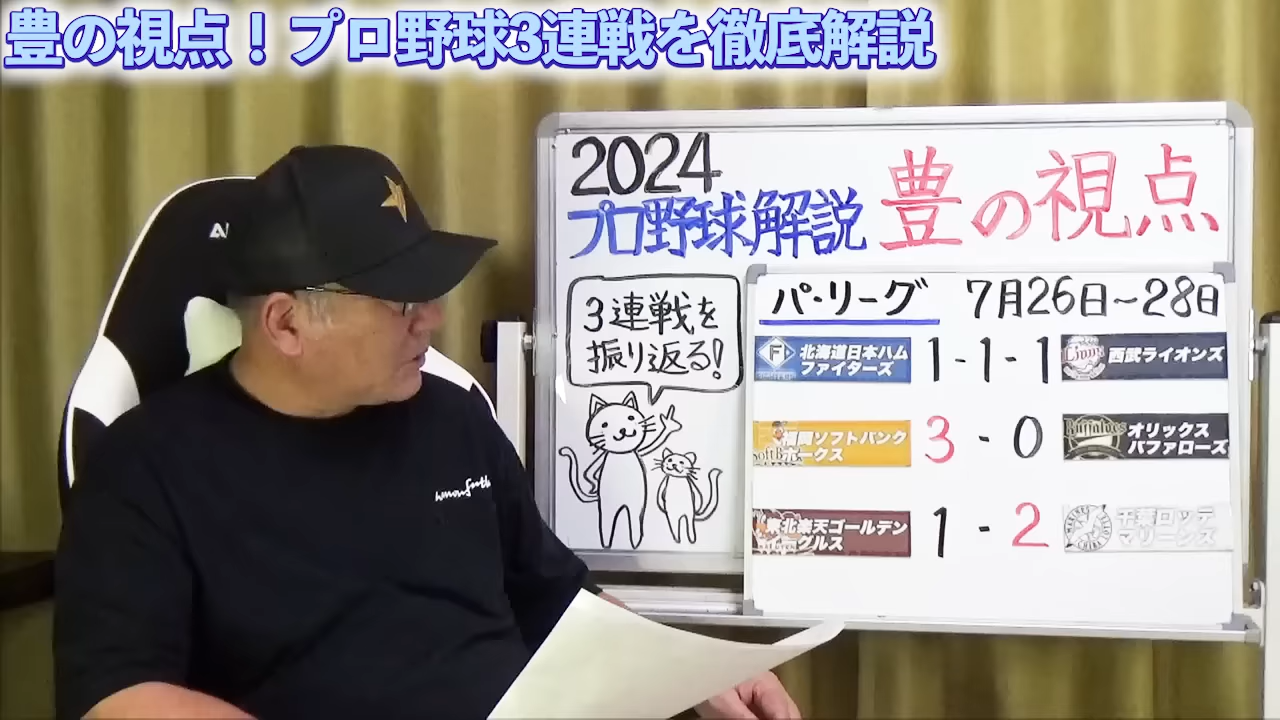 豊の視点！プロ野球3連戦を徹底解説
2024
プロ野球解説 豊の視点
3連戦を
振り返る！
パ・リーグ 7月26日～28日
北海道日本ハム
ファイターズ
1-1-1
Lions
西武ライオンズ
福岡ソフトバンク
ホークス
3-0
Buffaloes
オリックス
バファローズ
東北楽天ゴールデン
イーグルス
1-2
千葉ロッテ
マリーンズ